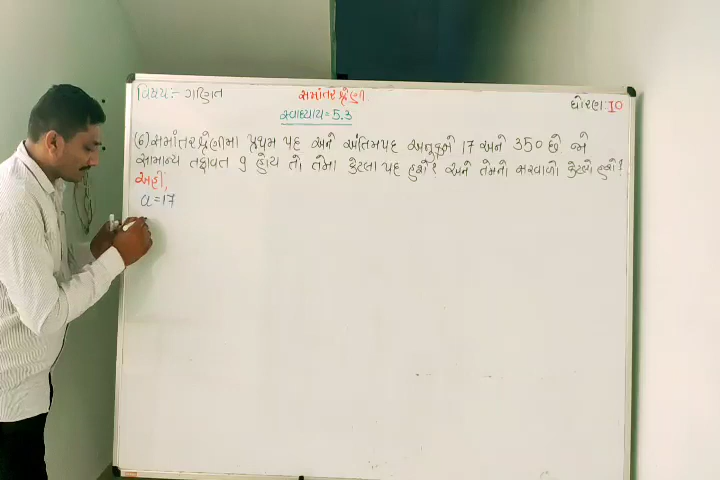 વિષય:- ગણિત
સમાંતર શ્રેણી
ધોરણ: 10
સ્વાધ્યાય = 5.3
(6) સમાંતર શ્રેણીમા પ્રથમ પદ અને અંતિમપદ અનુક્રમે 17 અને 350 છે જો
સામાન્ય તફાવત 9 હોય તો તેમા કેટલા પદ હશે? અને તેમનો સરવાળો કેટલો હશે?
અહીં,
a = 17